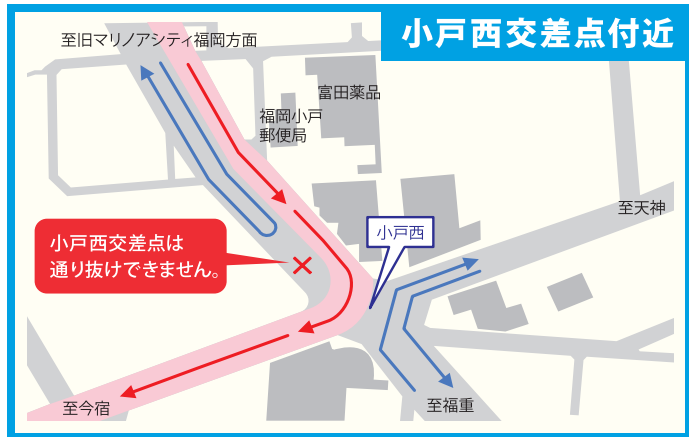 小戸西交差点付近
至旧マリノアシティ福岡方面
富田薬品
福岡小戸
郵便局
至天神
小戸西
小戸西交差点は
通り抜けできません。
至今宿
至福重